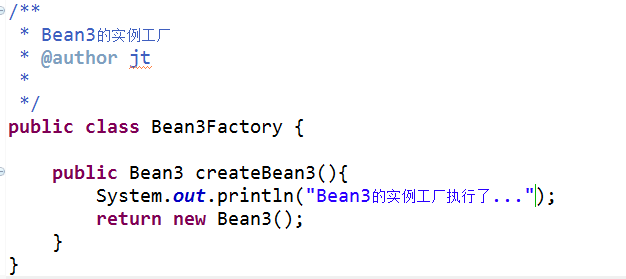 /**
 * Bean3的实例工厂
 * @author jt
 *
 */
public class Bean3Factory {
    public Bean3 createBean3(){
        System.out.println("Bean3的实例工厂执行了...");
        return new Bean3();
    }
}